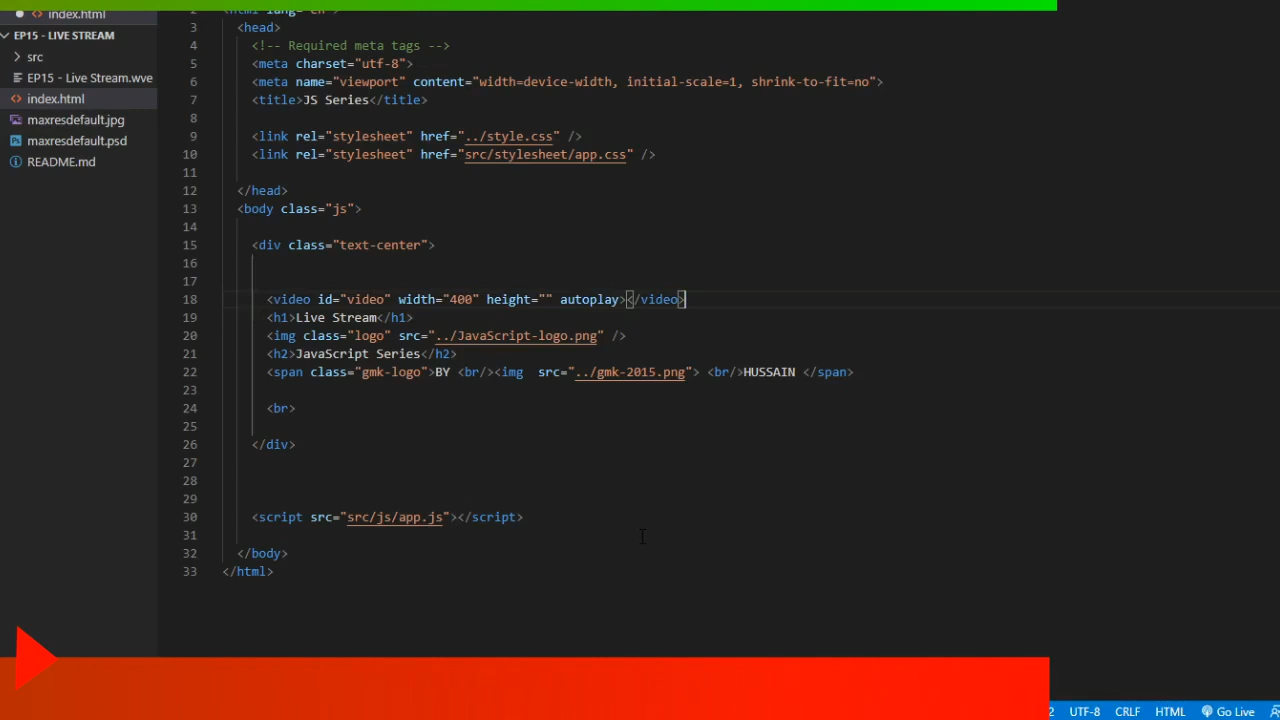 index.html
EP15 - LIVE STREAM
src
EP15 - Live Stream.wve
index.html
maxresdefault.jpg
maxresdefault.psd
README.md
2 <html lang="en">
3 <head>
4 <!-- Required meta tags -->
5 <meta charset="utf-8">
6 <meta name="viewport" content="width=device-width, initial-scale=1, shrink-to-fit=no">
7 <title>JS Series</title>
8
9 <link rel="stylesheet" href="../style.css" />
10 <link rel="stylesheet" href="src/stylesheet/app.css" />
11
12 </head>
13 <body class="js">
14
15 <div class="text-center">
16
17
18 <video id="video" width="400" height="" autoplay></video>
19 <h1>Live Stream</h1>
20 <img class="logo" src="../JavaScript-logo.png" />
21 <h2>JavaScript Series</h2>
22 <span class="gmk-logo">BY <br/><img  src="../gmk-2015.png"> <br/>HUSSAIN </span>
23
24 <br>
25
26 </div>
27
28
29
30 <script src="src/js/app.js"></script>
31
32 </body>
33 </html>
2 UTF-8 CRLF HTML Go Live